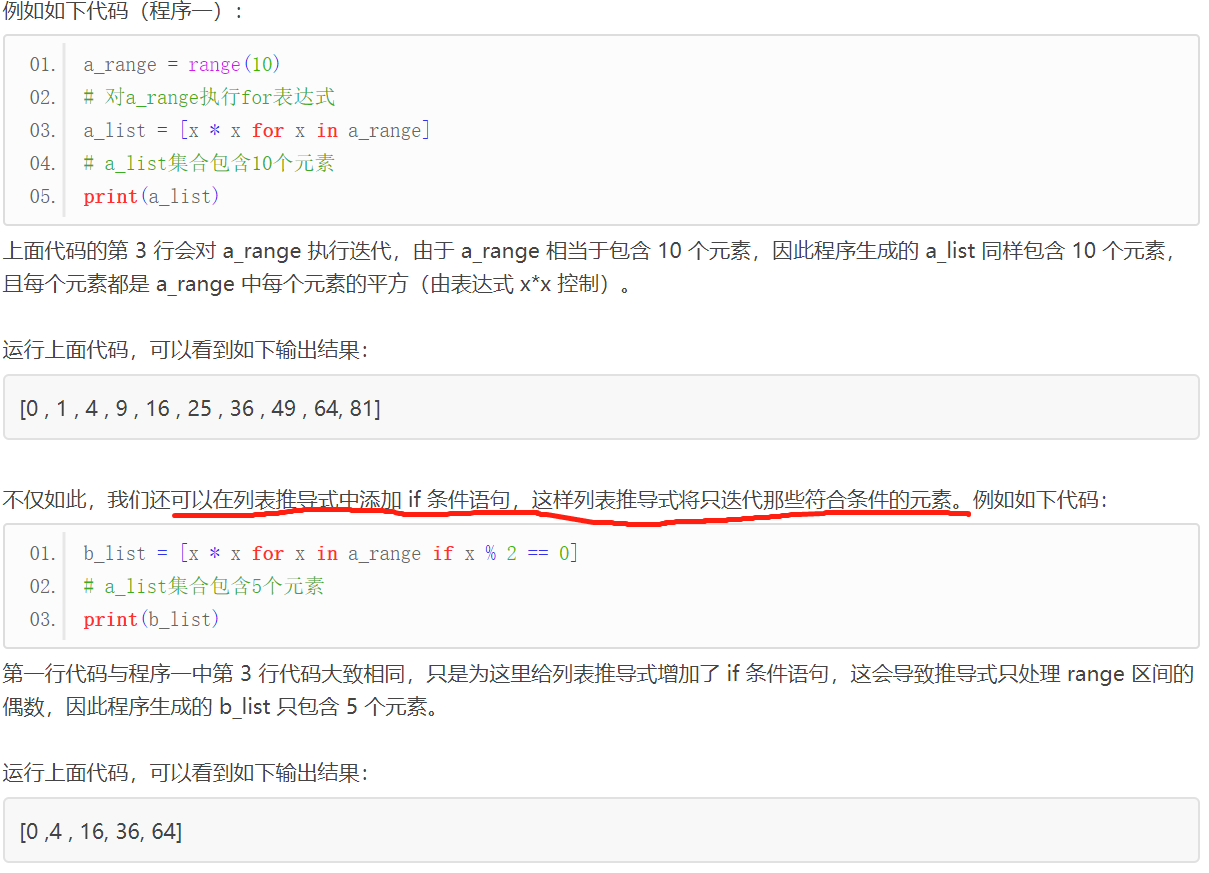 例如如下代码（程序一）：
01. a_range = range(10)
02. # 对a_range执行for表达式
03. a_list = [x * x for x in a_range]
04. # a_list集合包含10个元素
05. print(a_list)
上面代码的第 3 行会对 a_range 执行迭代，由于 a_range 相当于包含 10 个元素，因此程序生成的 a_list 同样包含 10 个元素，
且每个元素都是 a_range 中每个元素的平方（由表达式 x*x 控制）。
运行上面代码，可以看到如下输出结果：
[0 , 1 , 4 , 9 , 16 , 25 , 36 , 49 , 64, 81]
不仅如此，我们还可以在列表推导式中添加 if 条件语句，这样列表推导式将只迭代那些符合条件的元素。例如如下代码：
01. b_list = [x * x for x in a_range if x % 2 == 0]
02. # a_list集合包含5个元素
03. print(b_list)
第一行代码与程序一中第 3 行代码大致相同，只是为这里给列表推导式增加了 if 条件语句，这会导致推导式只处理 range 区间的
偶数，因此程序生成的 b_list 只包含 5 个元素。
运行上面代码，可以看到如下输出结果：
[0 ,4 , 16, 36, 64]